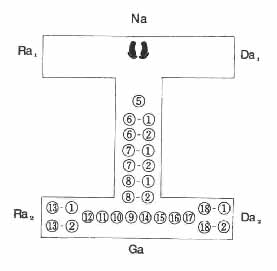 Na
Ra₁ Da₁
⑤
⑥-①
⑥-②
⑦-①
⑦-②
⑧-①
⑧-②
⑬-① ⑱-①
Ra₂ ⑫⑪⑩⑨⑭⑮⑯⑰ Da₂
⑬-② ⑱-②
Ga